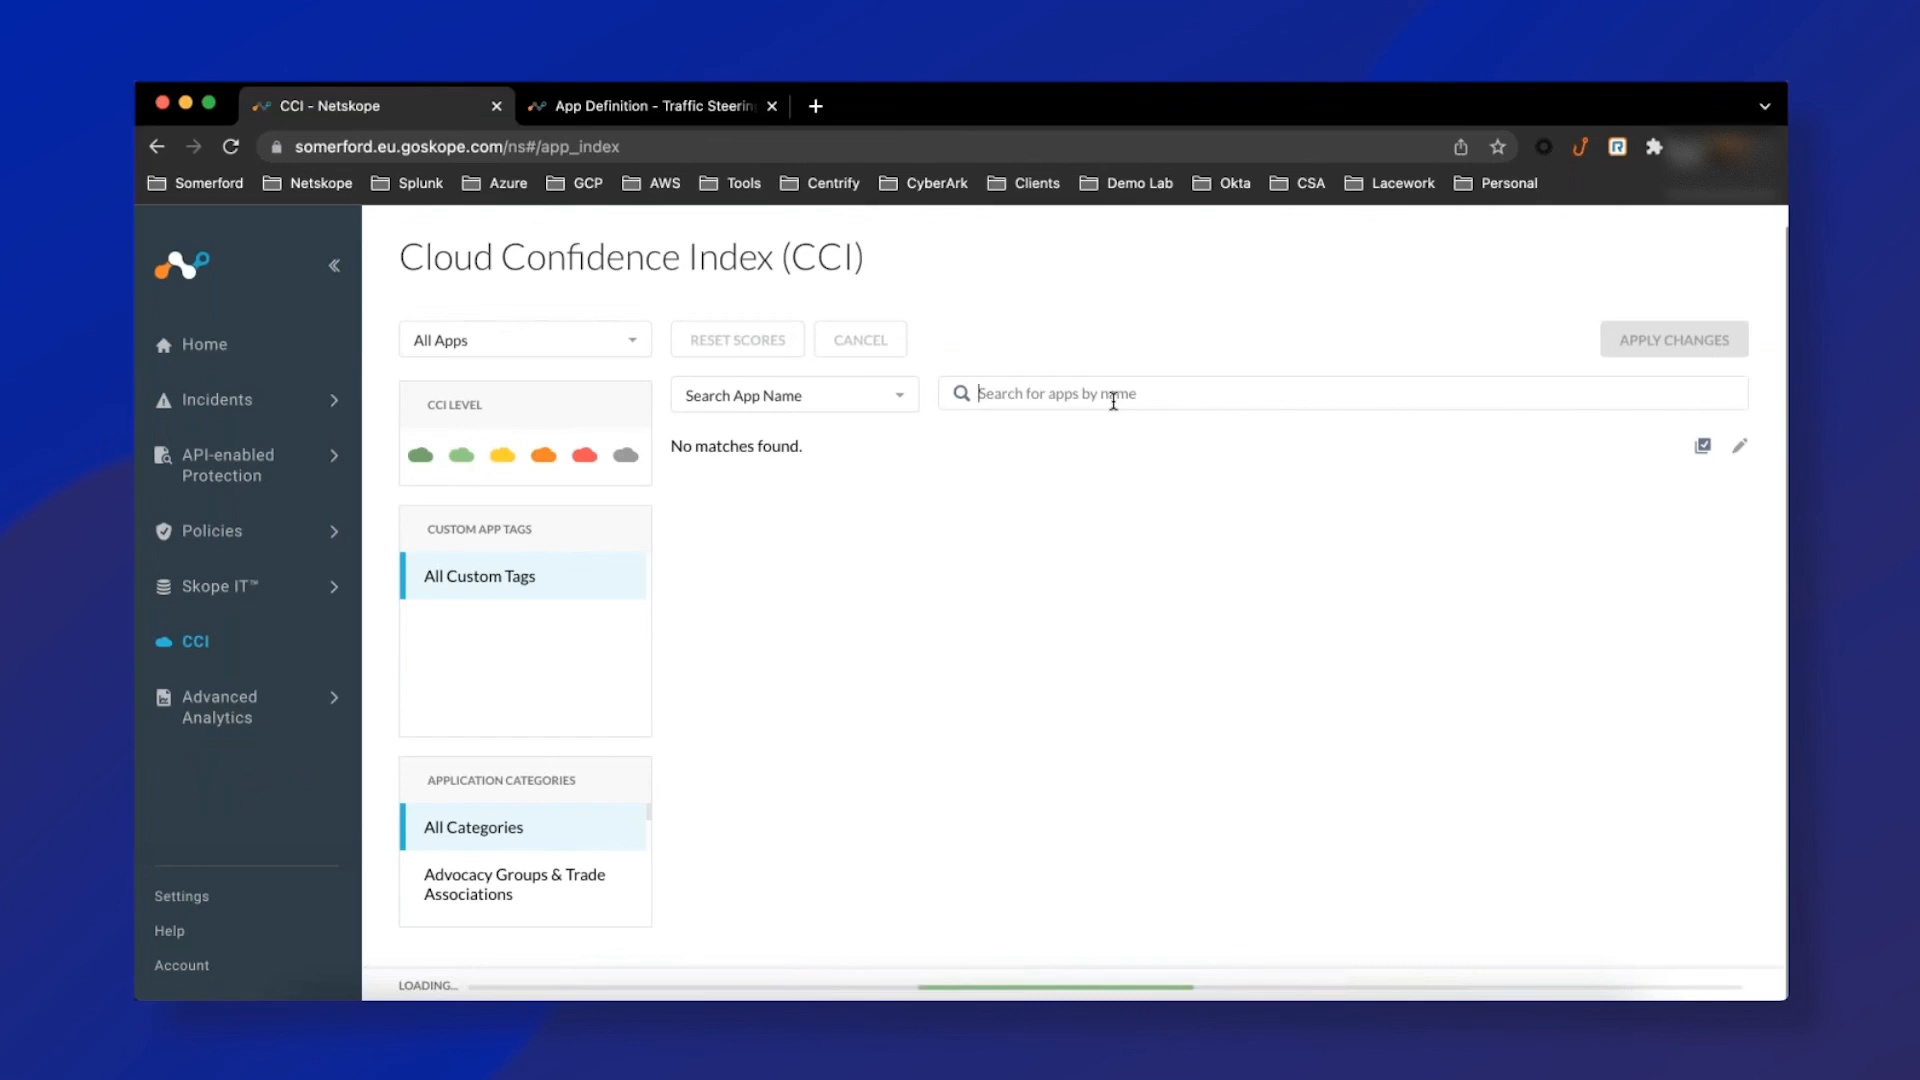 CCI - Netskope
App Definition - Traffic Steerin
somerford.eu.goskope.com/ns#/app_index
Somerford Netskope Splunk Azure GCP AWS Tools Centrify CyberArk Clients Demo Lab Okta CSA Lacework Personal
Home
Incidents
API-enabled
Protection
Policies
Skope IT™
CCI
Advanced
Analytics
Settings
Help
Account
Cloud Confidence Index (CCI)
All Apps
RESET SCORES
CANCEL
APPLY CHANGES
CCI LEVEL
Search App Name
Search for apps by name
No matches found.
CUSTOM APP TAGS
All Custom Tags
APPLICATION CATEGORIES
All Categories
Advocacy Groups & Trade
Associations
LOADING...